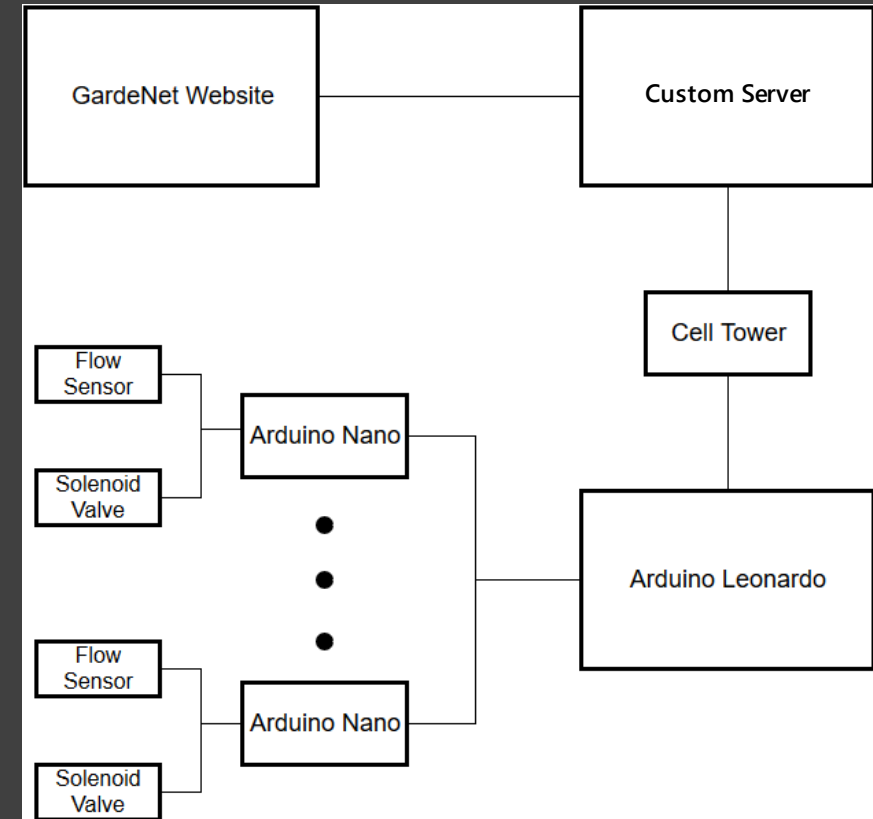 GardeNet Website
Custom Server
Cell Tower
Flow
Sensor
Arduino Nano
Solenoid
Valve
Arduino Leonardo
Flow
Sensor
Arduino Nano
Solenoid
Valve